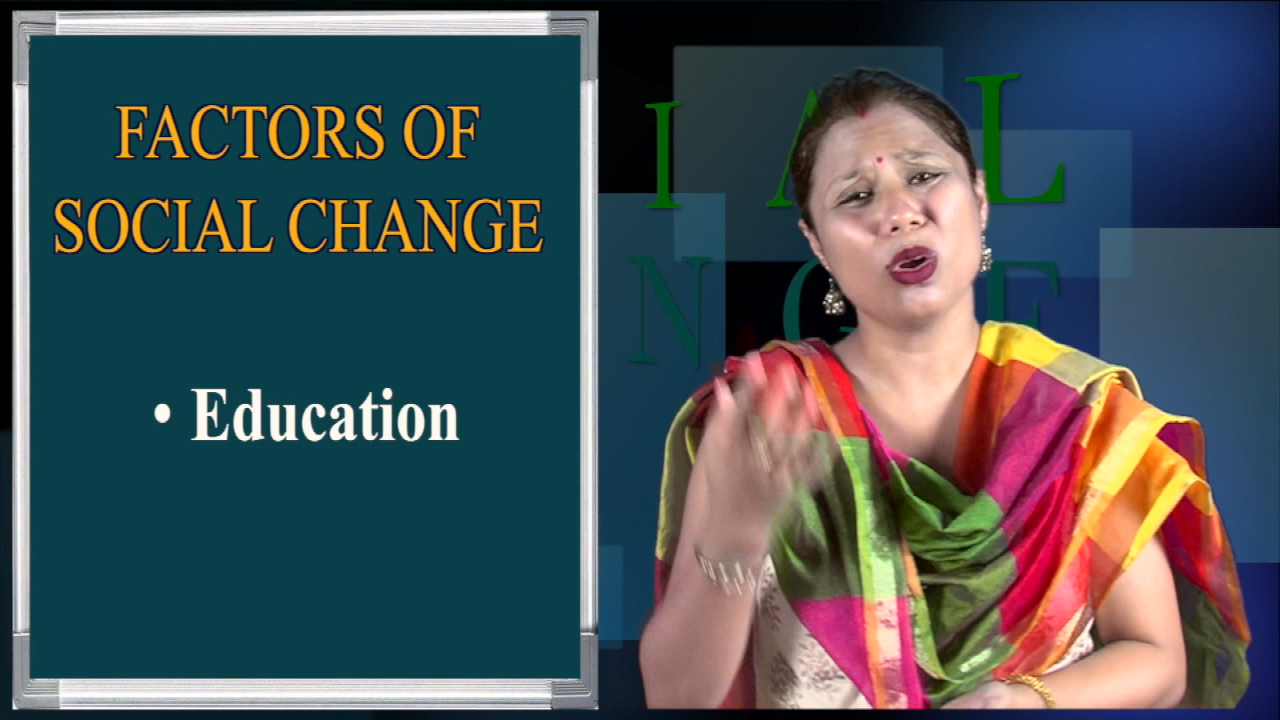 FACTORS OF
SOCIAL CHANGE
• Education
I A L
N G E